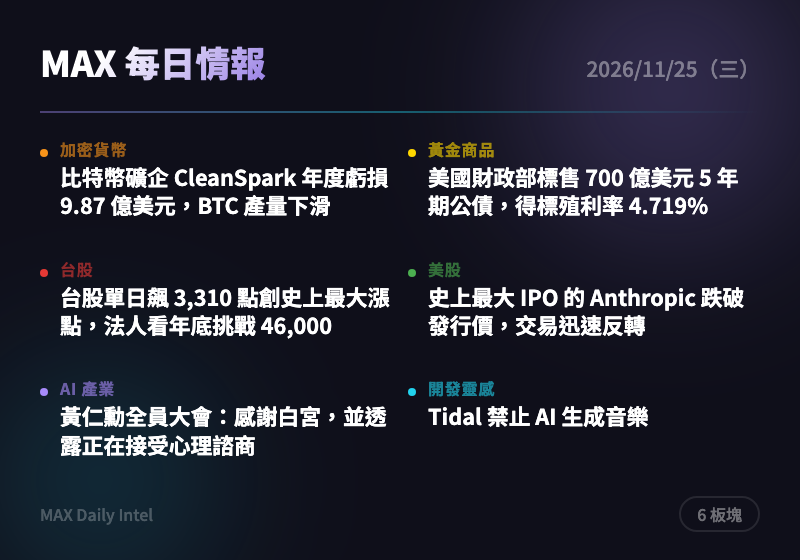 MAX 每日情報
2026/11/25（三）
加密貨幣
比特幣礦企 CleanSpark 年度虧損
9.87 億美元，BTC 產量下滑
黃金商品
美國財政部標售 700 億美元 5 年
期公債，得標殖利率 4.719%
台股
台股單日飆 3,310 點創史上最大漲
點，法人看年底挑戰 46,000
美股
史上最大 IPO 的 Anthropic 跌破
發行價，交易迅速反轉
AI 產業
黃仁勳全員大會：感謝白宮，並透
露正在接受心理諮商
開發靈感
Tidal 禁止 AI 生成音樂
MAX Daily Intel
6 板塊